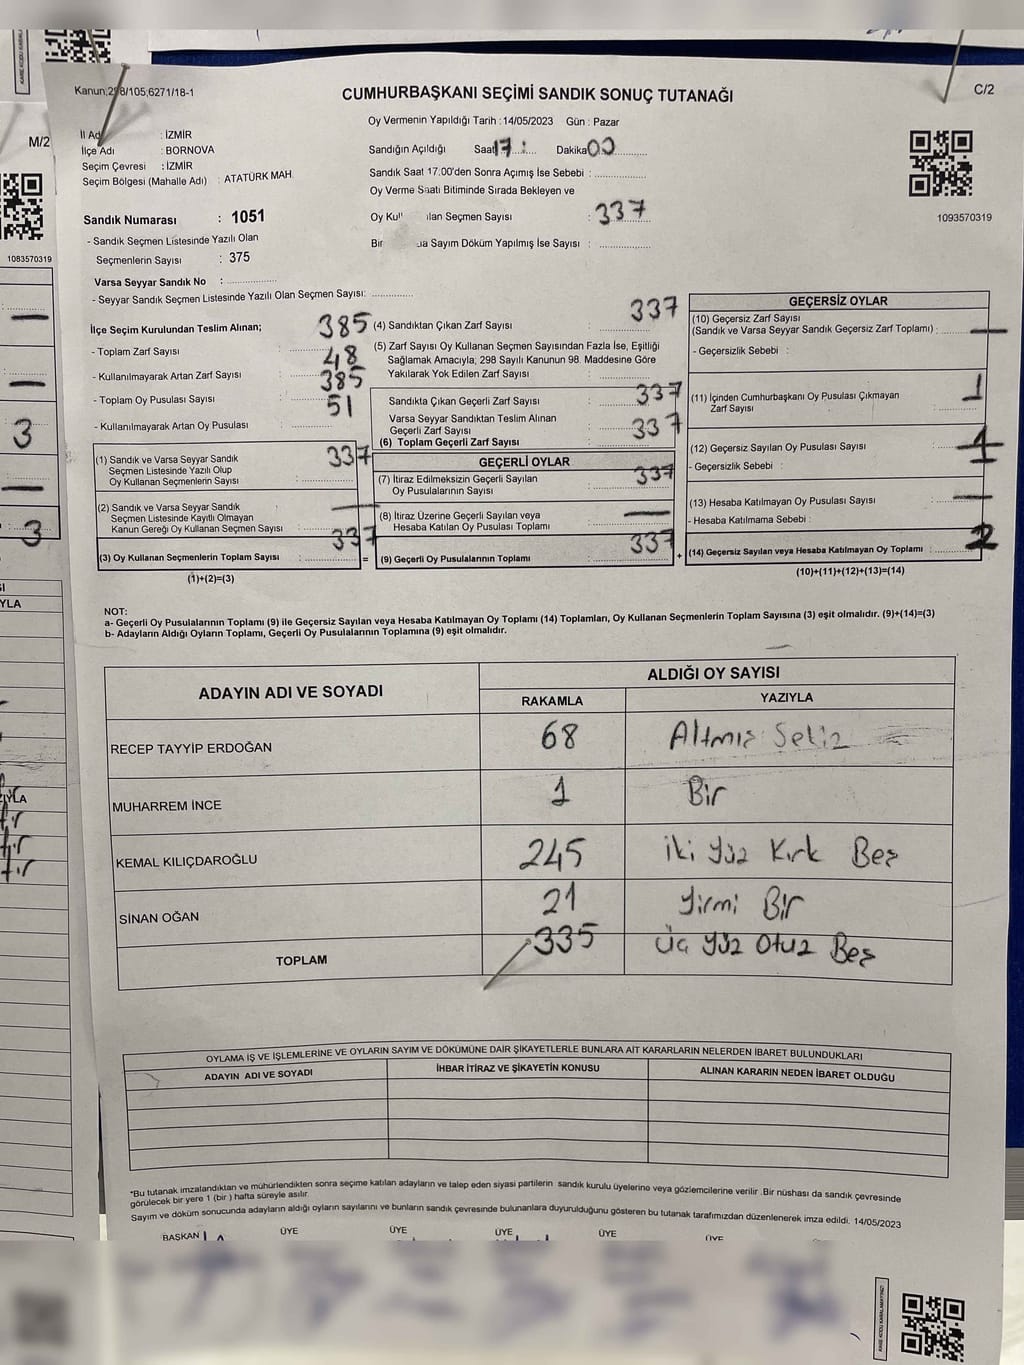 Kanun;298/105,6271/18-1
CUMHURBAŞKANI SEÇİMİ SANDIK SONUÇ TUTANAĞI
C/2
M/2
İl Ad : İZMİR
İlçe Adı : BORNOVA
Seçim Çevresi : İZMİR
Seçim Bölgesi (Mahalle Adı) : ATATÜRK MAH.
Oy Vermenin Yapıldığı Tarih : 14/05/2023 Gün : Pazar
Sandığın Açıldığı Saat 17 : Dakika 00
Sandık Saat 17.00'den Sonra Açımış İse Sebebi :
Oy Verme Saati Bitiminde Sırada Bekleyen ve
Oy Kul ılan Seçmen Sayısı : 337
Bir a Sayım Döküm Yapılmış İse Sayısı :
1093570319
1083570319
Sandık Numarası : 1051
- Sandık Seçmen Listesinde Yazılı Olan
Seçmenlerin Sayısı : 375
Varsa Seyyar Sandık No :
- Seyyar Sandık Seçmen Listesinde Yazılı Olan Seçmen Sayısı:
İlçe Seçim Kurulundan Teslim Alınan;
- Toplam Zarf Sayısı : 385
- Kullanılmayarak Artan Zarf Sayısı : 48
- Toplam Oy Pusulası Sayısı : 385
- Kullanılmayarak Artan Oy Pusulası : 51
(1) Sandık ve Varsa Seyyar Sandık
Seçmen Listesinde Yazılı Olup
Oy Kullanan Seçmenlerin Sayısı : 337
(2) Sandık ve Varsa Seyyar Sandık
Seçmen Listesinde Kayıtlı Olmayan
Kanun Gereği Oy Kullanan Seçmen Sayısı : —
(3) Oy Kullanan Seçmenlerin Toplam Sayısı : 337
(1)+(2)=(3)
(4) Sandıktan Çıkan Zarf Sayısı : 337
(5) Zarf Sayısı Oy Kullanan Seçmen Sayısından Fazla İse, Eşitliği
Sağlamak Amacıyla; 298 Sayılı Kanunun 98. Maddesine Göre
Yakılarak Yok Edilen Zarf Sayısı :
Sandıkta Çıkan Geçerli Zarf Sayısı : 337
Varsa Seyyar Sandıktan Teslim Alınan
Geçerli Zarf Sayısı :
(6) Toplam Geçerli Zarf Sayısı : 337
GEÇERLİ OYLAR
(7) İtiraz Edilmeksizin Geçerli Sayılan
Oy Pusulalarının Sayısı : 337
(8) İtiraz Üzerine Geçerli Sayılan veya
Hesaba Katılan Oy Pusulası Toplamı : —
= (9) Geçerli Oy Pusulalarının Toplamı : 337
GEÇERSİZ OYLAR
(10) Geçersiz Zarf Sayısı
(Sandık ve Varsa Seyyar Sandık Geçersiz Zarf Toplamı) : —
- Geçersizlik Sebebi :
(11) İçinden Cumhurbaşkanı Oy Pusulası Çıkmayan
Zarf Sayısı : 1
(12) Geçersiz Sayılan Oy Pusulası Sayısı : 1
- Geçersizlik Sebebi :
(13) Hesaba Katılmayan Oy Pusulası Sayısı : —
- Hesaba Katılmama Sebebi :
+ (14) Geçersiz Sayılan veya Hesaba Katılmayan Oy Toplamı : 2
(10)+(11)+(12)+(13)=(14)
NOT:
a- Geçerli Oy Pusulalarının Toplamı (9) ile Geçersiz Sayılan veya Hesaba Katılmayan Oy Toplamı (14) Toplamları, Oy Kullanan Seçmenlerin Toplam Sayısına (3) eşit olmalıdır. (9)+(14)=(3)
b- Adayların Aldığı Oyların Toplamı, Geçerli Oy Pusulalarının Toplamına (9) eşit olmalıdır.
ADAYIN ADI VE SOYADI
ALDIĞI OY SAYISI
RAKAMLA YAZIYLA
RECEP TAYYİP ERDOĞAN 68 Altmış Sekiz
MUHARREM İNCE 1 Bir
KEMAL KILIÇDAROĞLU 245 iki yüz Kırk Beş
SİNAN OĞAN 21 yirmi Bir
TOPLAM 335 üç yüz Otuz Beş
OYLAMA İŞ VE İŞLEMLERİNE VE OYLARIN SAYIM VE DÖKÜMÜNE DAİR ŞİKAYETLERLE BUNLARA AİT KARARLARIN NELERDEN İBARET BULUNDUKLARI
ADAYIN ADI VE SOYADI İHBAR İTİRAZ VE ŞİKAYETİN KONUSU ALINAN KARARIN NEDEN İBARET OLDUĞU
*Bu tutanak imzalandıktan ve mühürlendikten sonra seçime katılan adayların ve talep eden siyasi partilerin sandık kurulu üyelerine veya gözlemcilerine verilir .Bir nüshası da sandık çevresinde
görülecek bir yere 1 (bir ) hafta süreyle asılır.
Sayım ve döküm sonucunda adayların aldığı oyların sayılarını ve bunların sandık çevresinde bulunanlara duyurulduğunu gösteren bu tutanak tarafımızdan düzenlenerek imza edildi. 14/05/2023
BAŞKAN ÜYE ÜYE ÜYE ÜYE ÜYE
3
3
YLA